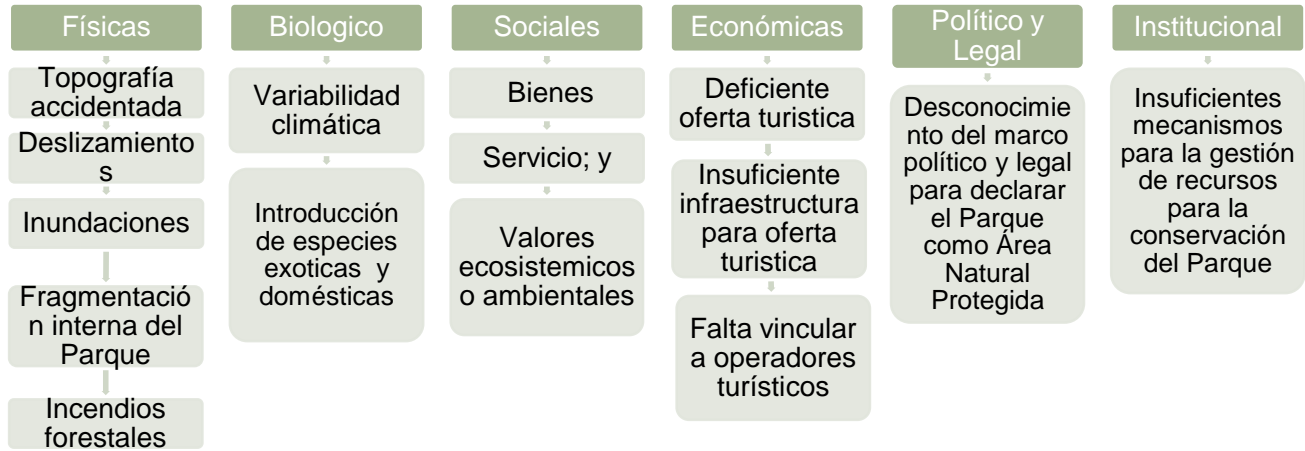 Físicas
Topografía
accidentada
Deslizamiento
s
Inundaciones
Fragmentació
n interna del
Parque
Incendios
forestales
Biologico
Variabilidad
climática
Introducción
de especies
exoticas y
domésticas
Sociales
Bienes
Servicio; y
Valores
ecosistemicos
o ambientales
Económicas
Deficiente
oferta turistica
Insuficiente
infraestructura
para oferta
turistica
Falta vincular
a operadores
turísticos
Político y
Legal
Desconocimie
nto del marco
político y legal
para declarar
el Parque
como Área
Natural
Protegida
Institucional
Insuficientes
mecanismos
para la gestión
de recursos
para la
conservación
del Parque